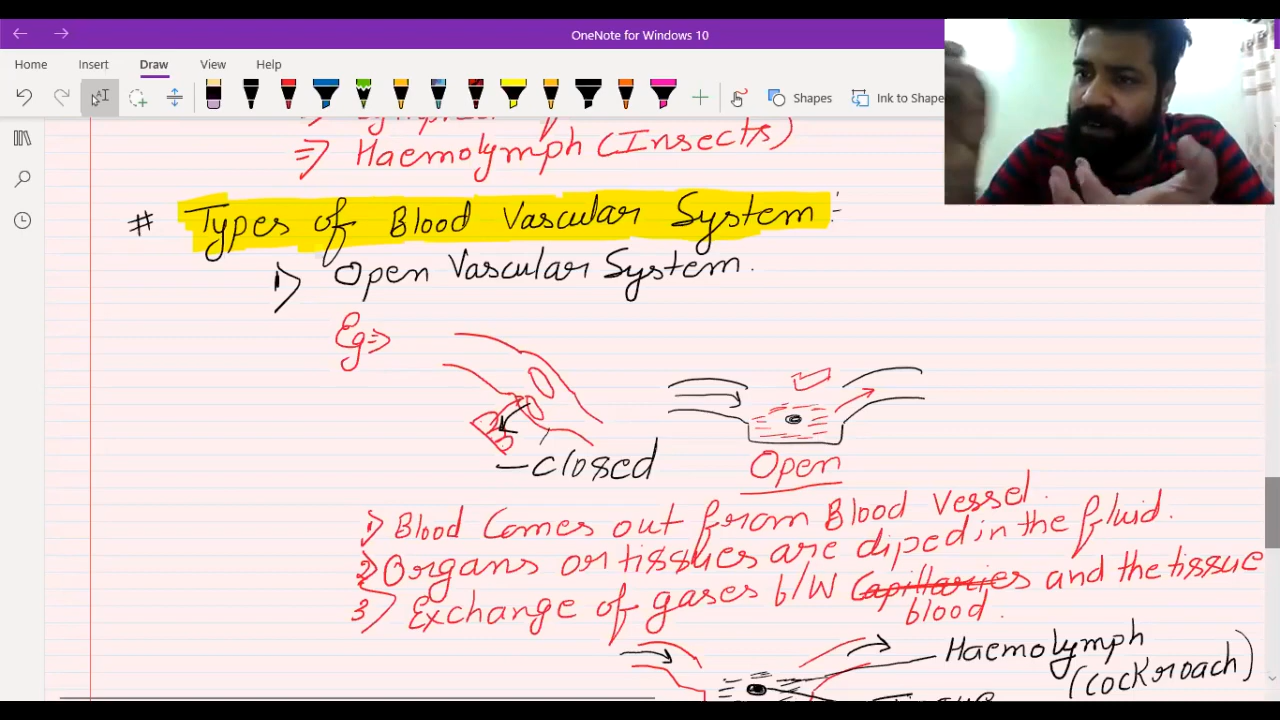 OneNote for Windows 10
Home Insert Draw View Help
Shapes Ink to Shape
⇒ Haemolymph (Insects)
# Types of Blood Vascular System :-
1) Open Vascular System.
Eg⇒
closed
Open
1) Blood Comes out from Blood Vessel.
2) Organs or tissues are diped in the fluid.
3) Exchange of gases b/W Capillaries and the tissue
blood.
Haemolymph
(cockroach)